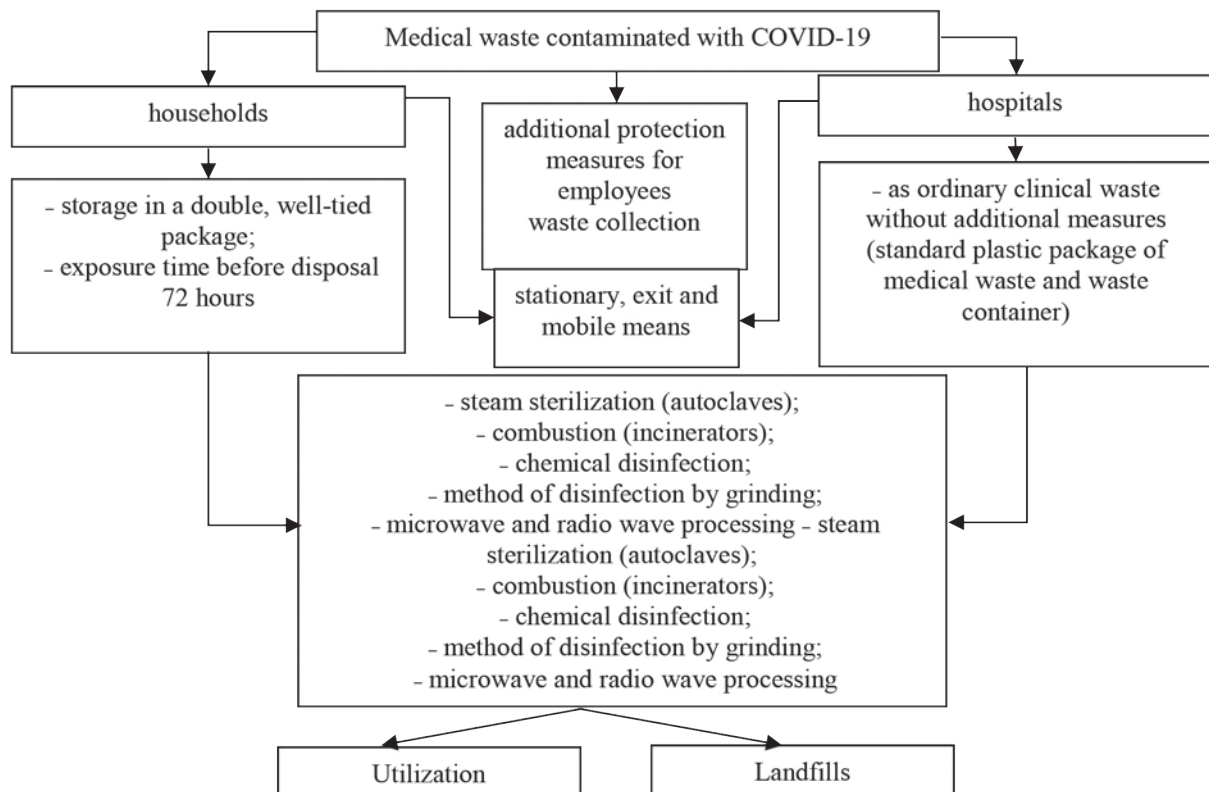 Medical waste contaminated with COVID-19
households
hospitals
additional protection
measures for
employees
waste collection
- storage in a double, well-tied
package;
- exposure time before disposal
72 hours
- as ordinary clinical waste
without additional measures
(standard plastic package of
medical waste and waste
container)
stationary, exit and
mobile means
- steam sterilization (autoclaves);
- combustion (incinerators);
- chemical disinfection;
- method of disinfection by grinding;
- microwave and radio wave processing - steam
sterilization (autoclaves);
- combustion (incinerators);
- chemical disinfection;
- method of disinfection by grinding;
- microwave and radio wave processing
Utilization
Landfills